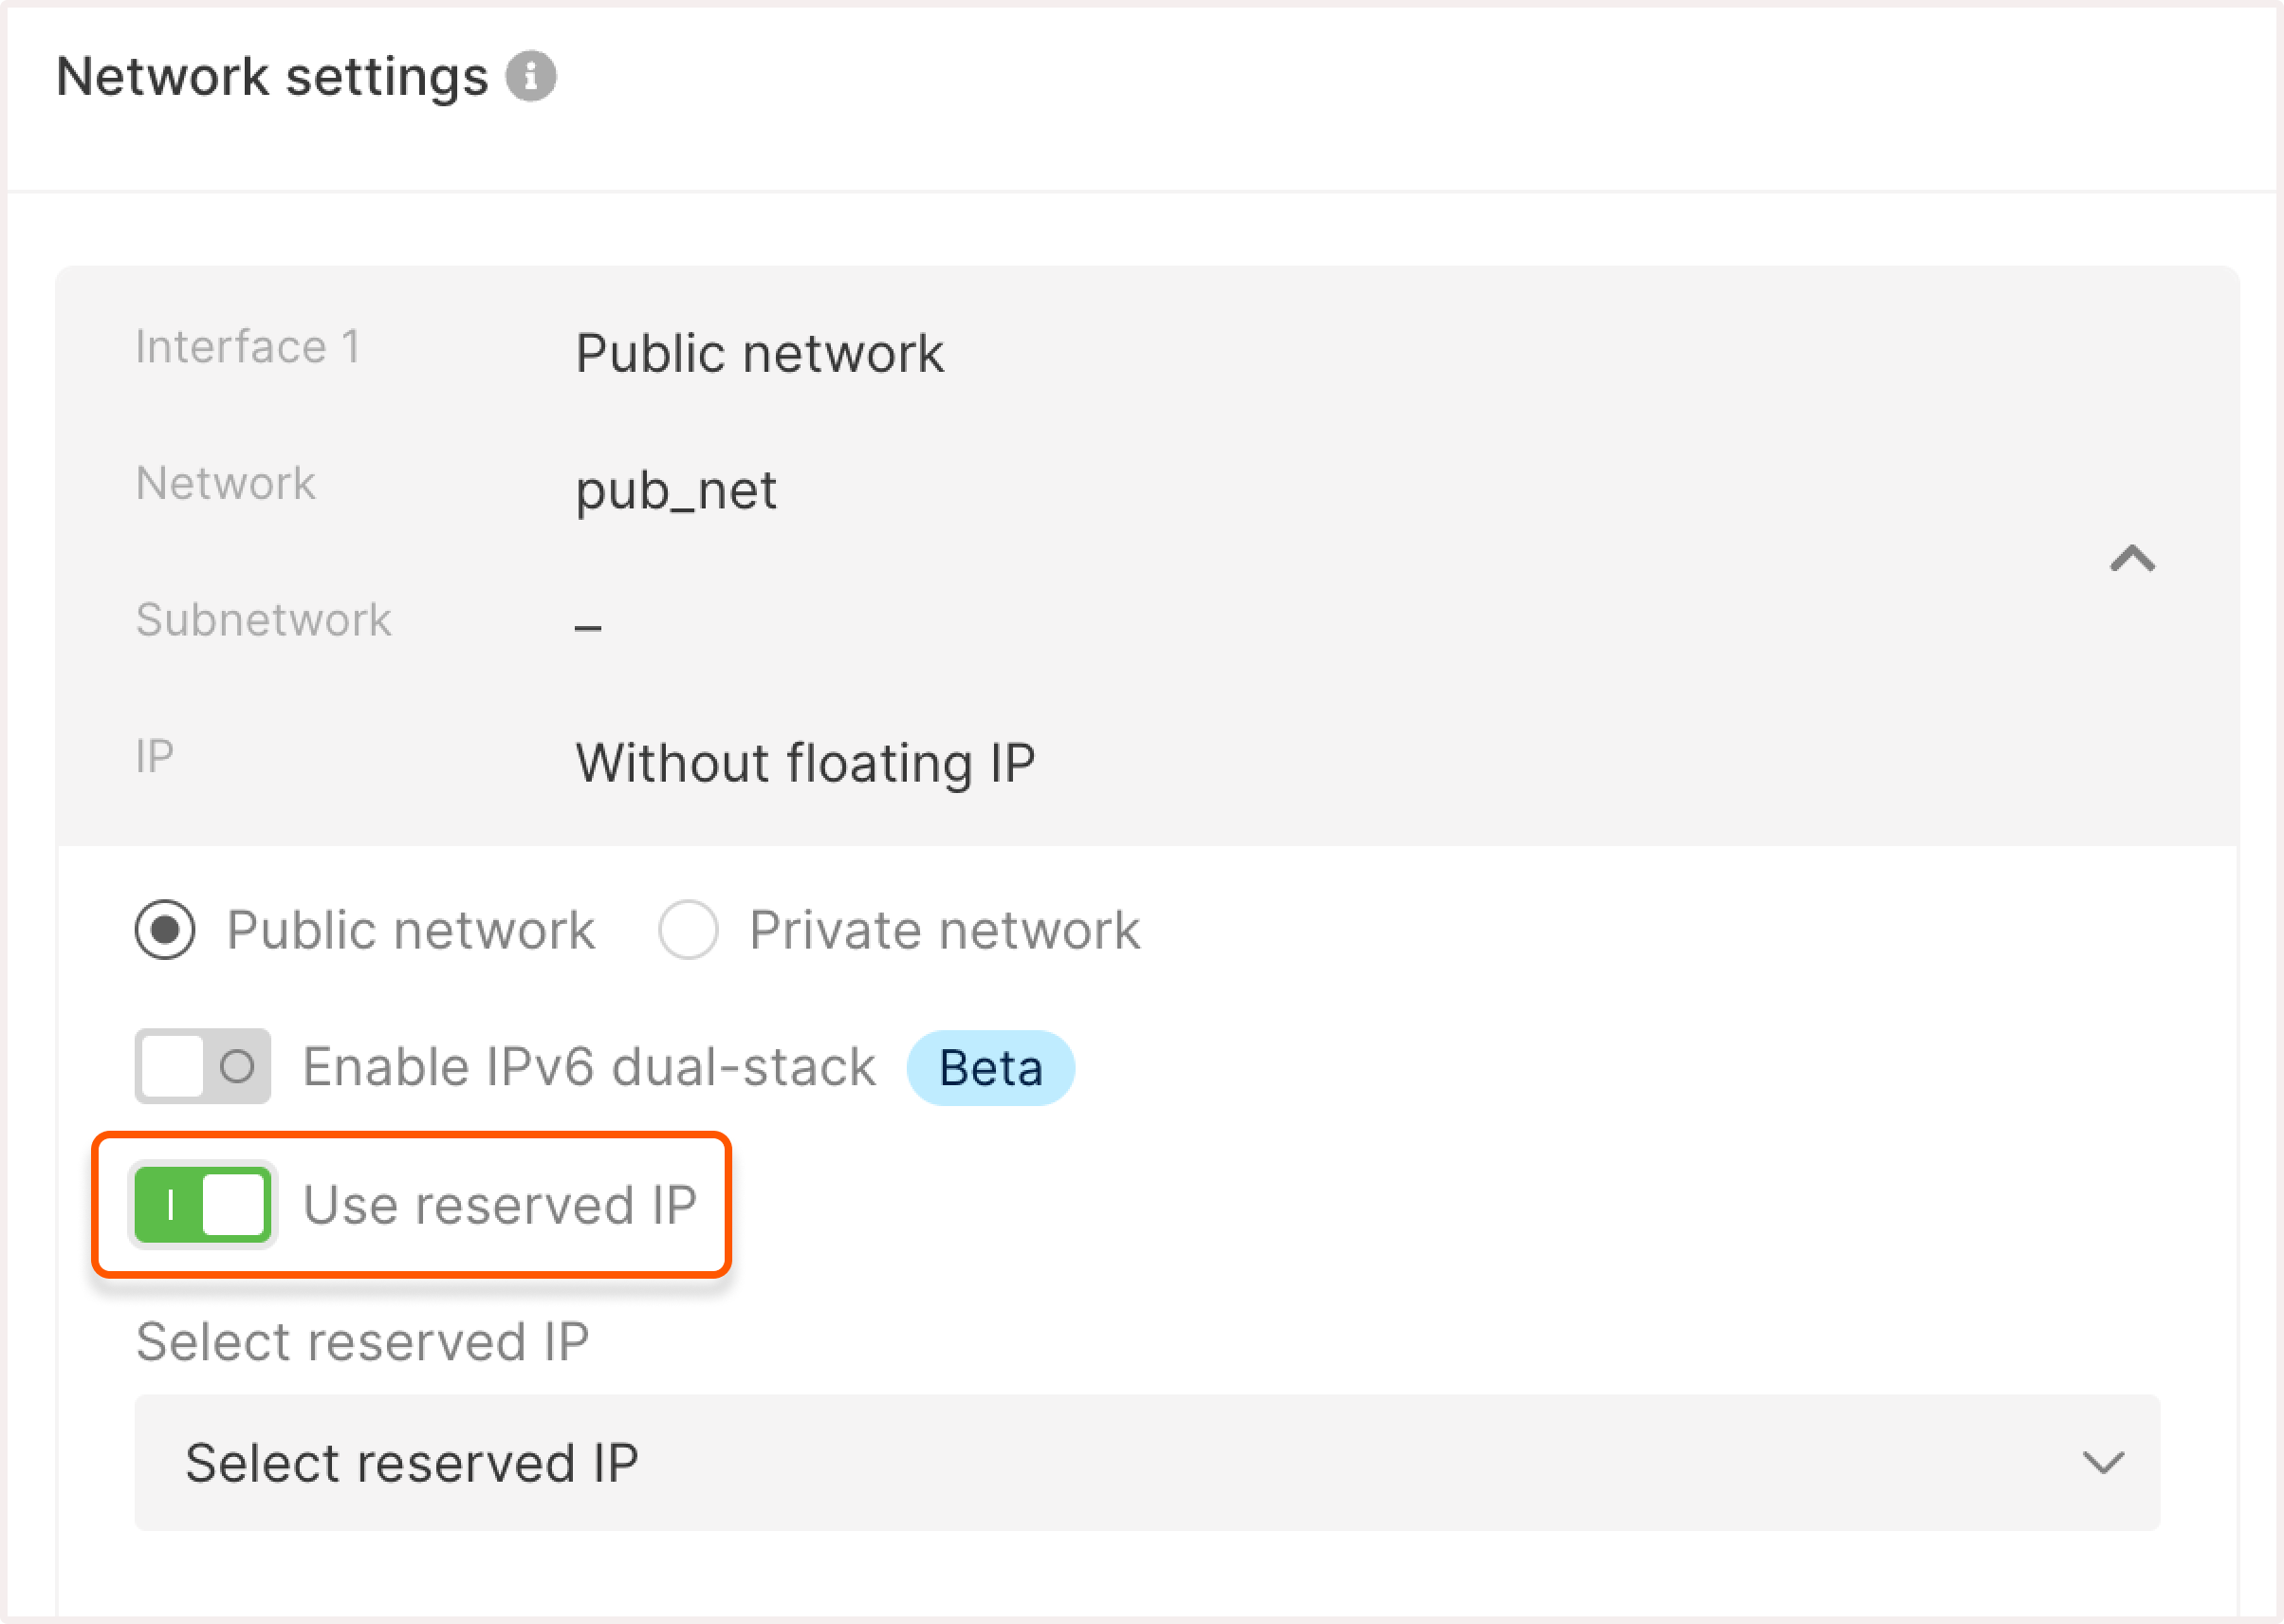 Network settings
Interface 1 Public network
Network pub_net
Subnetwork –
IP Without floating IP
Public network Private network
Enable IPv6 dual-stack Beta
Use reserved IP
Select reserved IP
Select reserved IP